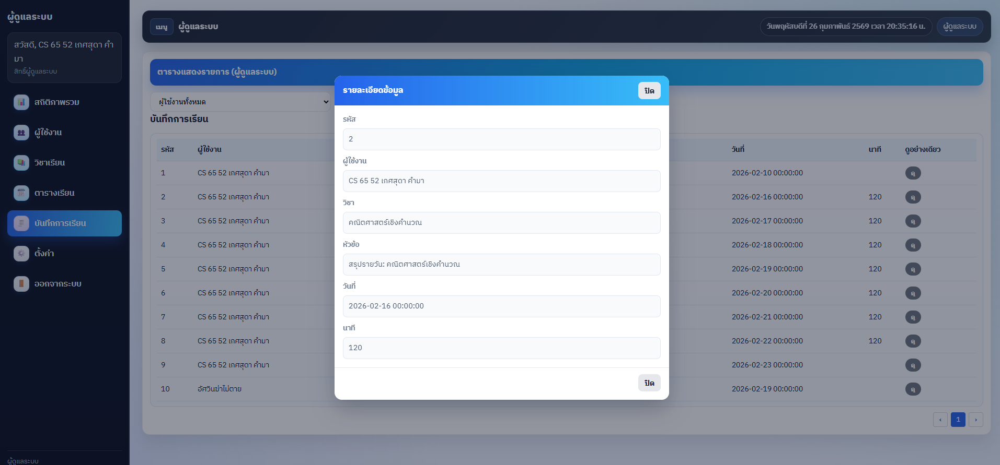 ผู้ดูแลระบบ
สวัสดี, CS 65 52 เกศสุดา คำ
มา
สิทธิ์ผู้ดูแลระบบ
สถิติภาพรวม
ผู้ใช้งาน
วิชาเรียน
ตารางเรียน
บันทึกการเรียน
ตั้งค่า
ออกจากระบบ
ผู้ดูแลระบบ
เมนู ผู้ดูแลระบบ วันพฤหัสบดีที่ 26 กุมภาพันธ์ 2569 เวลา 20:35:16 น. ผู้ดูแลระบบ
ตารางแสดงรายการ (ผู้ดูแลระบบ)
ผู้ใช้งานทั้งหมด
บันทึกการเรียน
รหัส ผู้ใช้งาน วันที่ นาที ดูอย่างเดียว
1 CS 65 52 เกศสุดา คำมา 2026-02-10 00:00:00 ดู
2 CS 65 52 เกศสุดา คำมา 2026-02-16 00:00:00 120 ดู
3 CS 65 52 เกศสุดา คำมา 2026-02-17 00:00:00 120 ดู
4 CS 65 52 เกศสุดา คำมา 2026-02-18 00:00:00 120 ดู
5 CS 65 52 เกศสุดา คำมา 2026-02-19 00:00:00 120 ดู
6 CS 65 52 เกศสุดา คำมา 2026-02-20 00:00:00 120 ดู
7 CS 65 52 เกศสุดา คำมา 2026-02-21 00:00:00 120 ดู
8 CS 65 52 เกศสุดา คำมา 2026-02-22 00:00:00 120 ดู
9 CS 65 52 เกศสุดา คำมา 2026-02-23 00:00:00 ดู
10 อัศวินฆ่าไม่ตาย 2026-02-19 00:00:00 ดู
‹ 1 ›
รายละเอียดข้อมูล ปิด
รหัส
2
ผู้ใช้งาน
CS 65 52 เกศสุดา คำมา
วิชา
คณิตศาสตร์เชิงคำนวณ
หัวข้อ
สรุปรายวัน: คณิตศาสตร์เชิงคำนวณ
วันที่
2026-02-16 00:00:00
นาที
120
ปิด